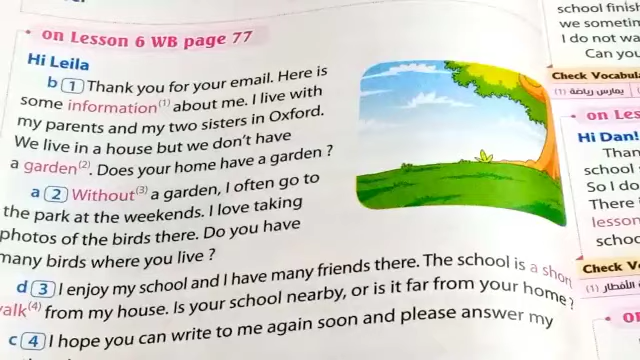 on Lesson 6 WB page 77
Hi Leila
b 1 Thank you for your email. Here is
some information(1) about me. I live with
my parents and my two sisters in Oxford.
We live in a house but we don't have
a garden(2). Does your home have a garden ?
a 2 Without(3) a garden, I often go to
the park at the weekends. I love taking
photos of the birds there. Do you have
many birds where you live ?
d 3 I enjoy my school and I have many friends there. The school is a short
walk(4) from my house. Is your school nearby, or is it far from your home ?
c 4 I hope you can write to me again soon and please answer my
school finish
we sometim
I do not wa
Can you
Check Vocabula
(1) يمارس رياضة
on Les
Hi Dan!
Than
school
So I do
There
lesson
schoo
Check Vo
(1) الأقطار